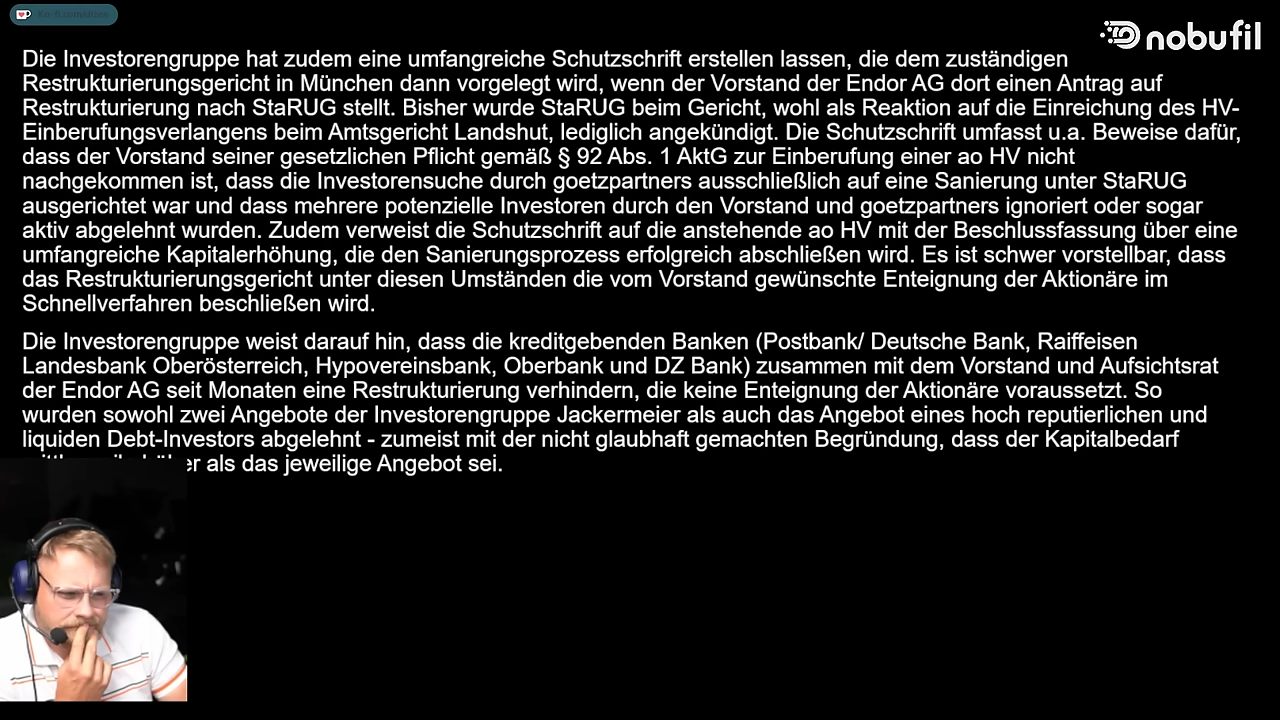 nobufil
Die Investorengruppe hat zudem eine umfangreiche Schutzschrift erstellen lassen, die dem zuständigen
Restrukturierungsgericht in München dann vorgelegt wird, wenn der Vorstand der Endor AG dort einen Antrag auf
Restrukturierung nach StaRUG stellt. Bisher wurde StaRUG beim Gericht, wohl als Reaktion auf die Einreichung des HV-
Einberufungsverlangens beim Amtsgericht Landshut, lediglich angekündigt. Die Schutzschrift umfasst u.a. Beweise dafür,
dass der Vorstand seiner gesetzlichen Pflicht gemäß § 92 Abs. 1 AktG zur Einberufung einer ao HV nicht
nachgekommen ist, dass die Investorensuche durch goetzpartners ausschließlich auf eine Sanierung unter StaRUG
ausgerichtet war und dass mehrere potenzielle Investoren durch den Vorstand und goetzpartners ignoriert oder sogar
aktiv abgelehnt wurden. Zudem verweist die Schutzschrift auf die anstehende ao HV mit der Beschlussfassung über eine
umfangreiche Kapitalerhöhung, die den Sanierungsprozess erfolgreich abschließen wird. Es ist schwer vorstellbar, dass
das Restrukturierungsgericht unter diesen Umständen die vom Vorstand gewünschte Enteignung der Aktionäre im
Schnellverfahren beschließen wird.
Die Investorengruppe weist darauf hin, dass die kreditgebenden Banken (Postbank/ Deutsche Bank, Raiffeisen
Landesbank Oberösterreich, Hypovereinsbank, Oberbank und DZ Bank) zusammen mit dem Vorstand und Aufsichtsrat
der Endor AG seit Monaten eine Restrukturierung verhindern, die keine Enteignung der Aktionäre voraussetzt. So
wurden sowohl zwei Angebote der Investorengruppe Jackermeier als auch das Angebot eines hoch reputierlichen und
liquiden Debt-Investors abgelehnt - zumeist mit der nicht glaubhaft gemachten Begründung, dass der Kapitalbedarf
als das jeweilige Angebot sei.